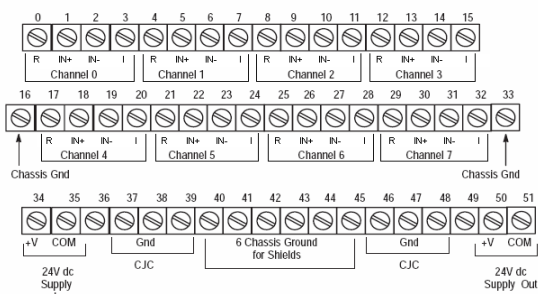 0 1 2 3 4 5 6 7 8 9 10 11 12 13 14 15
R IN+ IN- I R IN+ IN- I R IN+ IN- I R IN+ IN- I
Channel 0 Channel 1 Channel 2 Channel 3
16 17 18 19 20 21 22 23 24 25 26 27 28 29 30 31 32 33
R IN+ IN- I R IN+ IN- I R IN+ IN- I R IN+ IN- I
Channel 4 Channel 5 Channel 6 Channel 7
Chassis Gnd Chassis Gnd
34 35 36 37 38 39 40 41 42 43 44 45 46 47 48 49 50 51
+V COM Gnd 6 Chassis Ground Gnd +V COM
for Shields
CJC CJC
24V dc 24V dc
Supply Supply Out